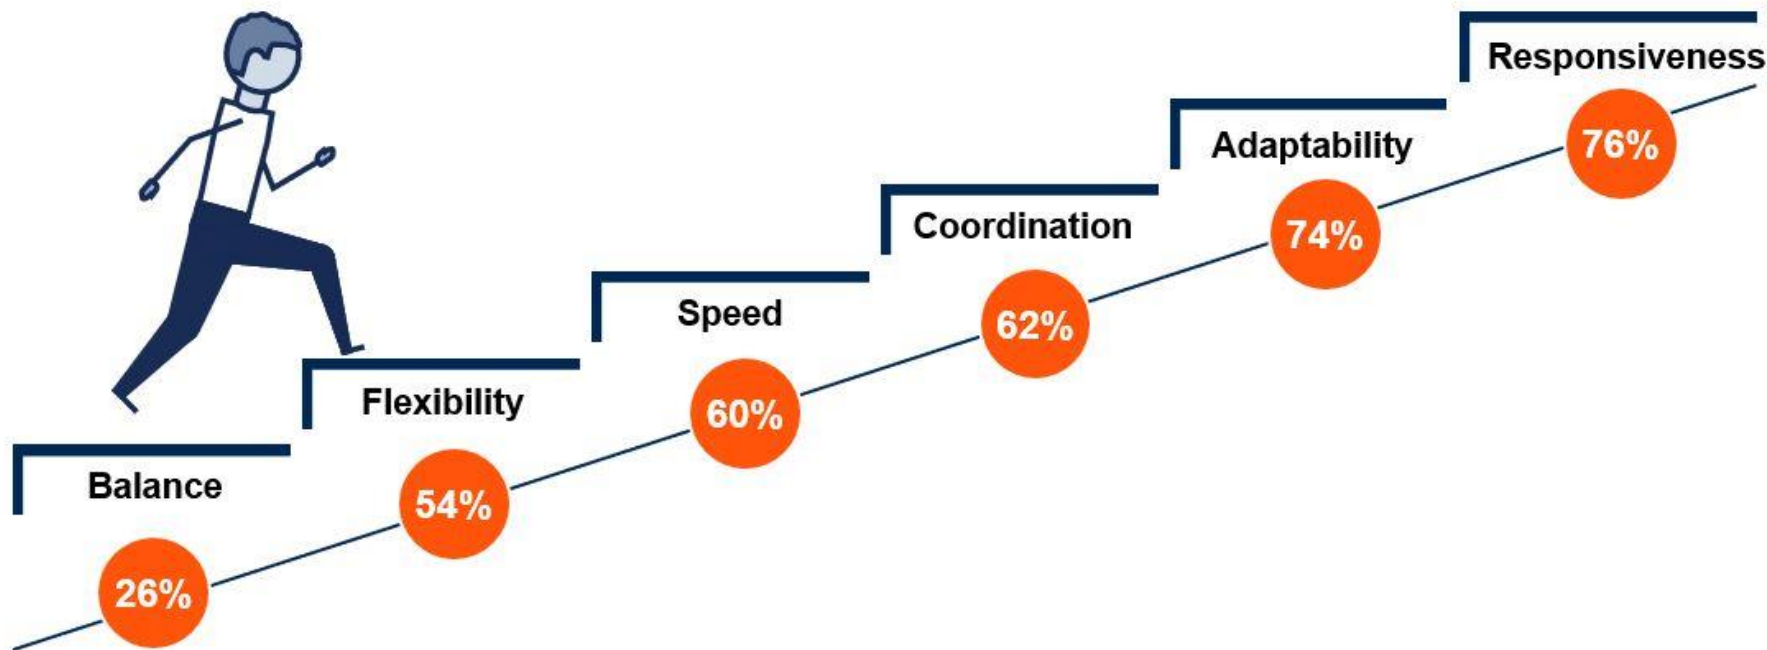 Balance
26%
Flexibility
54%
Speed
60%
Coordination
62%
Adaptability
74%
Responsiveness
76%